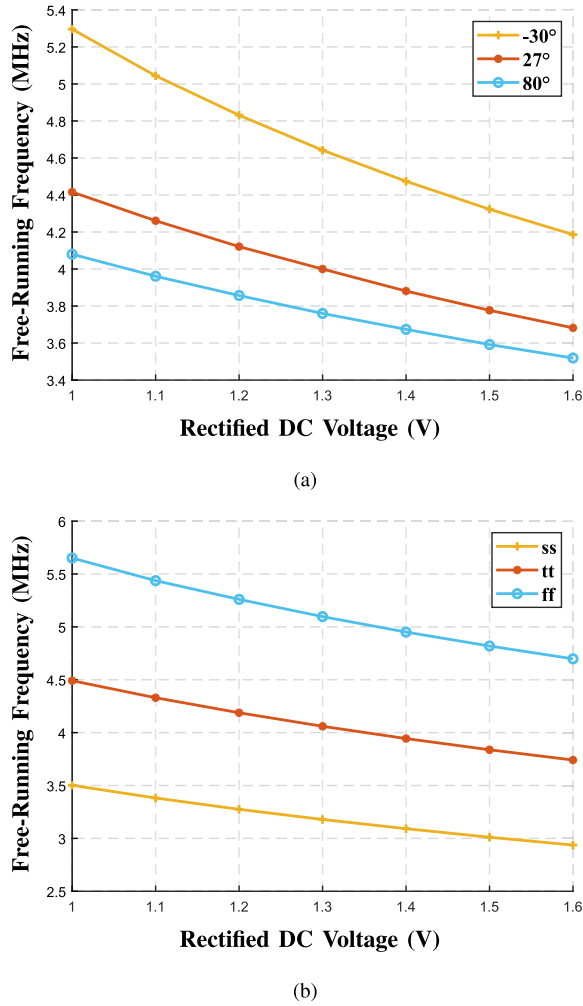 5.4
5.2
5
4.8
4.6
4.4
4.2
4
3.8
3.6
3.4
Free-Running Frequency (MHz)
-30°
27°
80°
1 1.1 1.2 1.3 1.4 1.5 1.6
Rectified DC Voltage (V)
(a)
6
5.5
5
4.5
4
3.5
3
2.5
Free-Running Frequency (MHz)
ss
tt
ff
1 1.1 1.2 1.3 1.4 1.5 1.6
Rectified DC Voltage (V)
(b)